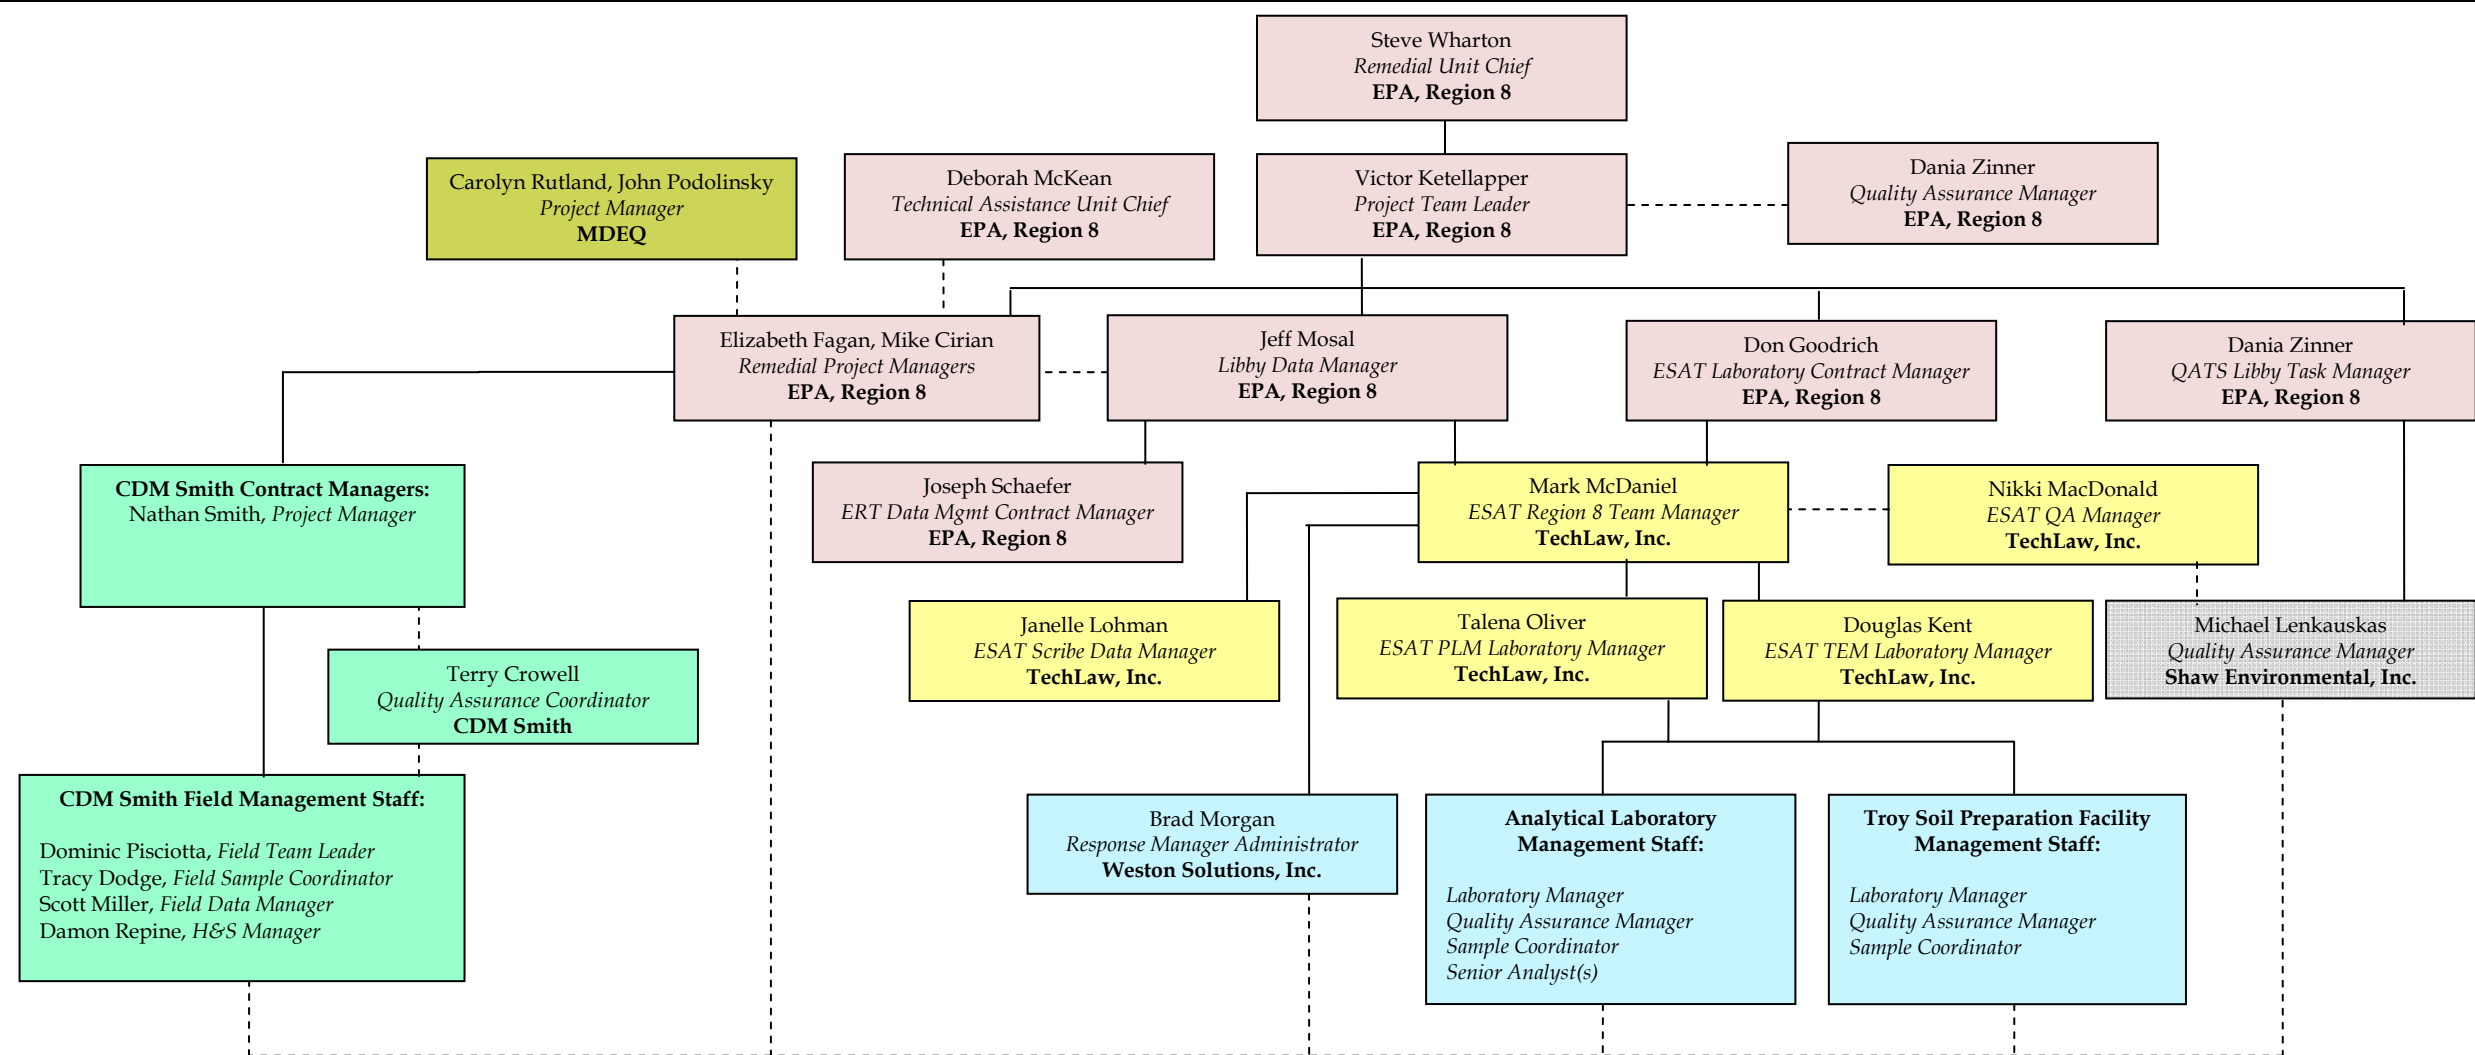 Steve Wharton
Remedial Unit Chief
EPA, Region 8
Carolyn Rutland, John Podolinsky
Project Manager
MDEQ
Deborah McKean
Technical Assistance Unit Chief
EPA, Region 8
Victor Ketellapper
Project Team Leader
EPA, Region 8
Dania Zinner
Quality Assurance Manager
EPA, Region 8
Elizabeth Fagan, Mike Cirian
Remedial Project Managers
EPA, Region 8
Jeff Mosal
Libby Data Manager
EPA, Region 8
Don Goodrich
ESAT Laboratory Contract Manager
EPA, Region 8
Dania Zinner
QATS Libby Task Manager
EPA, Region 8
CDM Smith Contract Managers:
Nathan Smith, Project Manager
Joseph Schaefer
ERT Data Mgmt Contract Manager
EPA, Region 8
Mark McDaniel
ESAT Region 8 Team Manager
TechLaw, Inc.
Nikki MacDonald
ESAT QA Manager
TechLaw, Inc.
Janelle Lohman
ESAT Scribe Data Manager
TechLaw, Inc.
Talena Oliver
ESAT PLM Laboratory Manager
TechLaw, Inc.
Douglas Kent
ESAT TEM Laboratory Manager
TechLaw, Inc.
Michael Lenkauskas
Quality Assurance Manager
Shaw Environmental, Inc.
Terry Crowell
Quality Assurance Coordinator
CDM Smith
CDM Smith Field Management Staff:
Dominic Pisciotta, Field Team Leader
Tracy Dodge, Field Sample Coordinator
Scott Miller, Field Data Manager
Damon Repine, H&S Manager
Brad Morgan
Response Manager Administrator
Weston Solutions, Inc.
Analytical Laboratory
Management Staff:
Laboratory Manager
Quality Assurance Manager
Sample Coordinator
Senior Analyst(s)
Troy Soil Preparation Facility
Management Staff:
Laboratory Manager
Quality Assurance Manager
Sample Coordinator